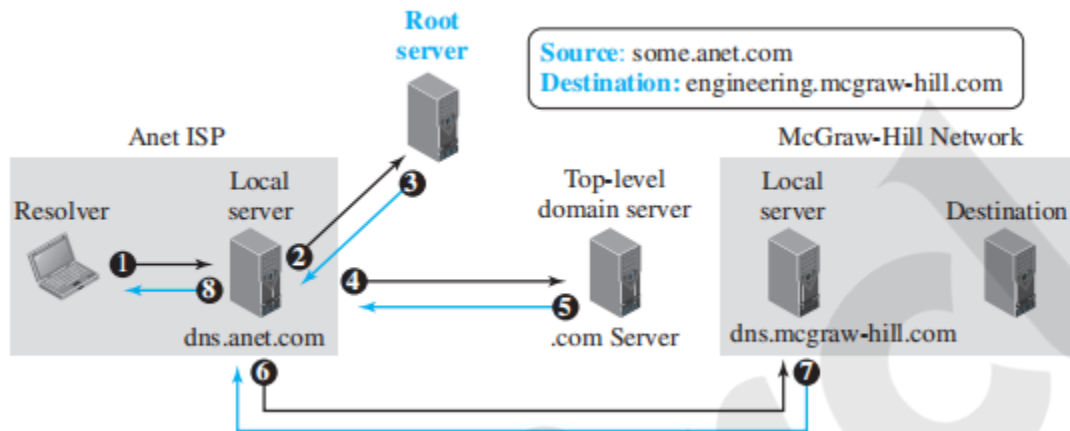 Root
server
Source: some.anet.com
Destination: engineering.mcgraw-hill.com
Anet ISP
McGraw-Hill Network
Resolver
Local
server
Top-level
domain server
Local
server
Destination
1
2
3
4
5
6
7
8
dns.anet.com
.com Server
dns.mcgraw-hill.com